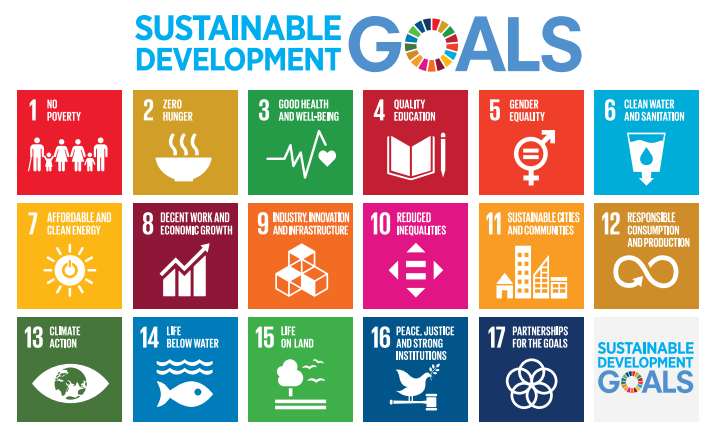 SUSTAINABLE
DEVELOPMENT
GOALS
1 NO
POVERTY
2 ZERO
HUNGER
3 GOOD HEALTH
AND WELL-BEING
4 QUALITY
EDUCATION
5 GENDER
EQUALITY
6 CLEAN WATER
AND SANITATION
7 AFFORDABLE AND
CLEAN ENERGY
8 DECENT WORK AND
ECONOMIC GROWTH
9 INDUSTRY, INNOVATION
AND INFRASTRUCTURE
10 REDUCED
INEQUALITIES
11 SUSTAINABLE CITIES
AND COMMUNITIES
12 RESPONSIBLE
CONSUMPTION
AND PRODUCTION
13 CLIMATE
ACTION
14 LIFE
BELOW WATER
15 LIFE
ON LAND
16 PEACE, JUSTICE
AND STRONG
INSTITUTIONS
17 PARTNERSHIPS
FOR THE GOALS
SUSTAINABLE
DEVELOPMENT
GOALS